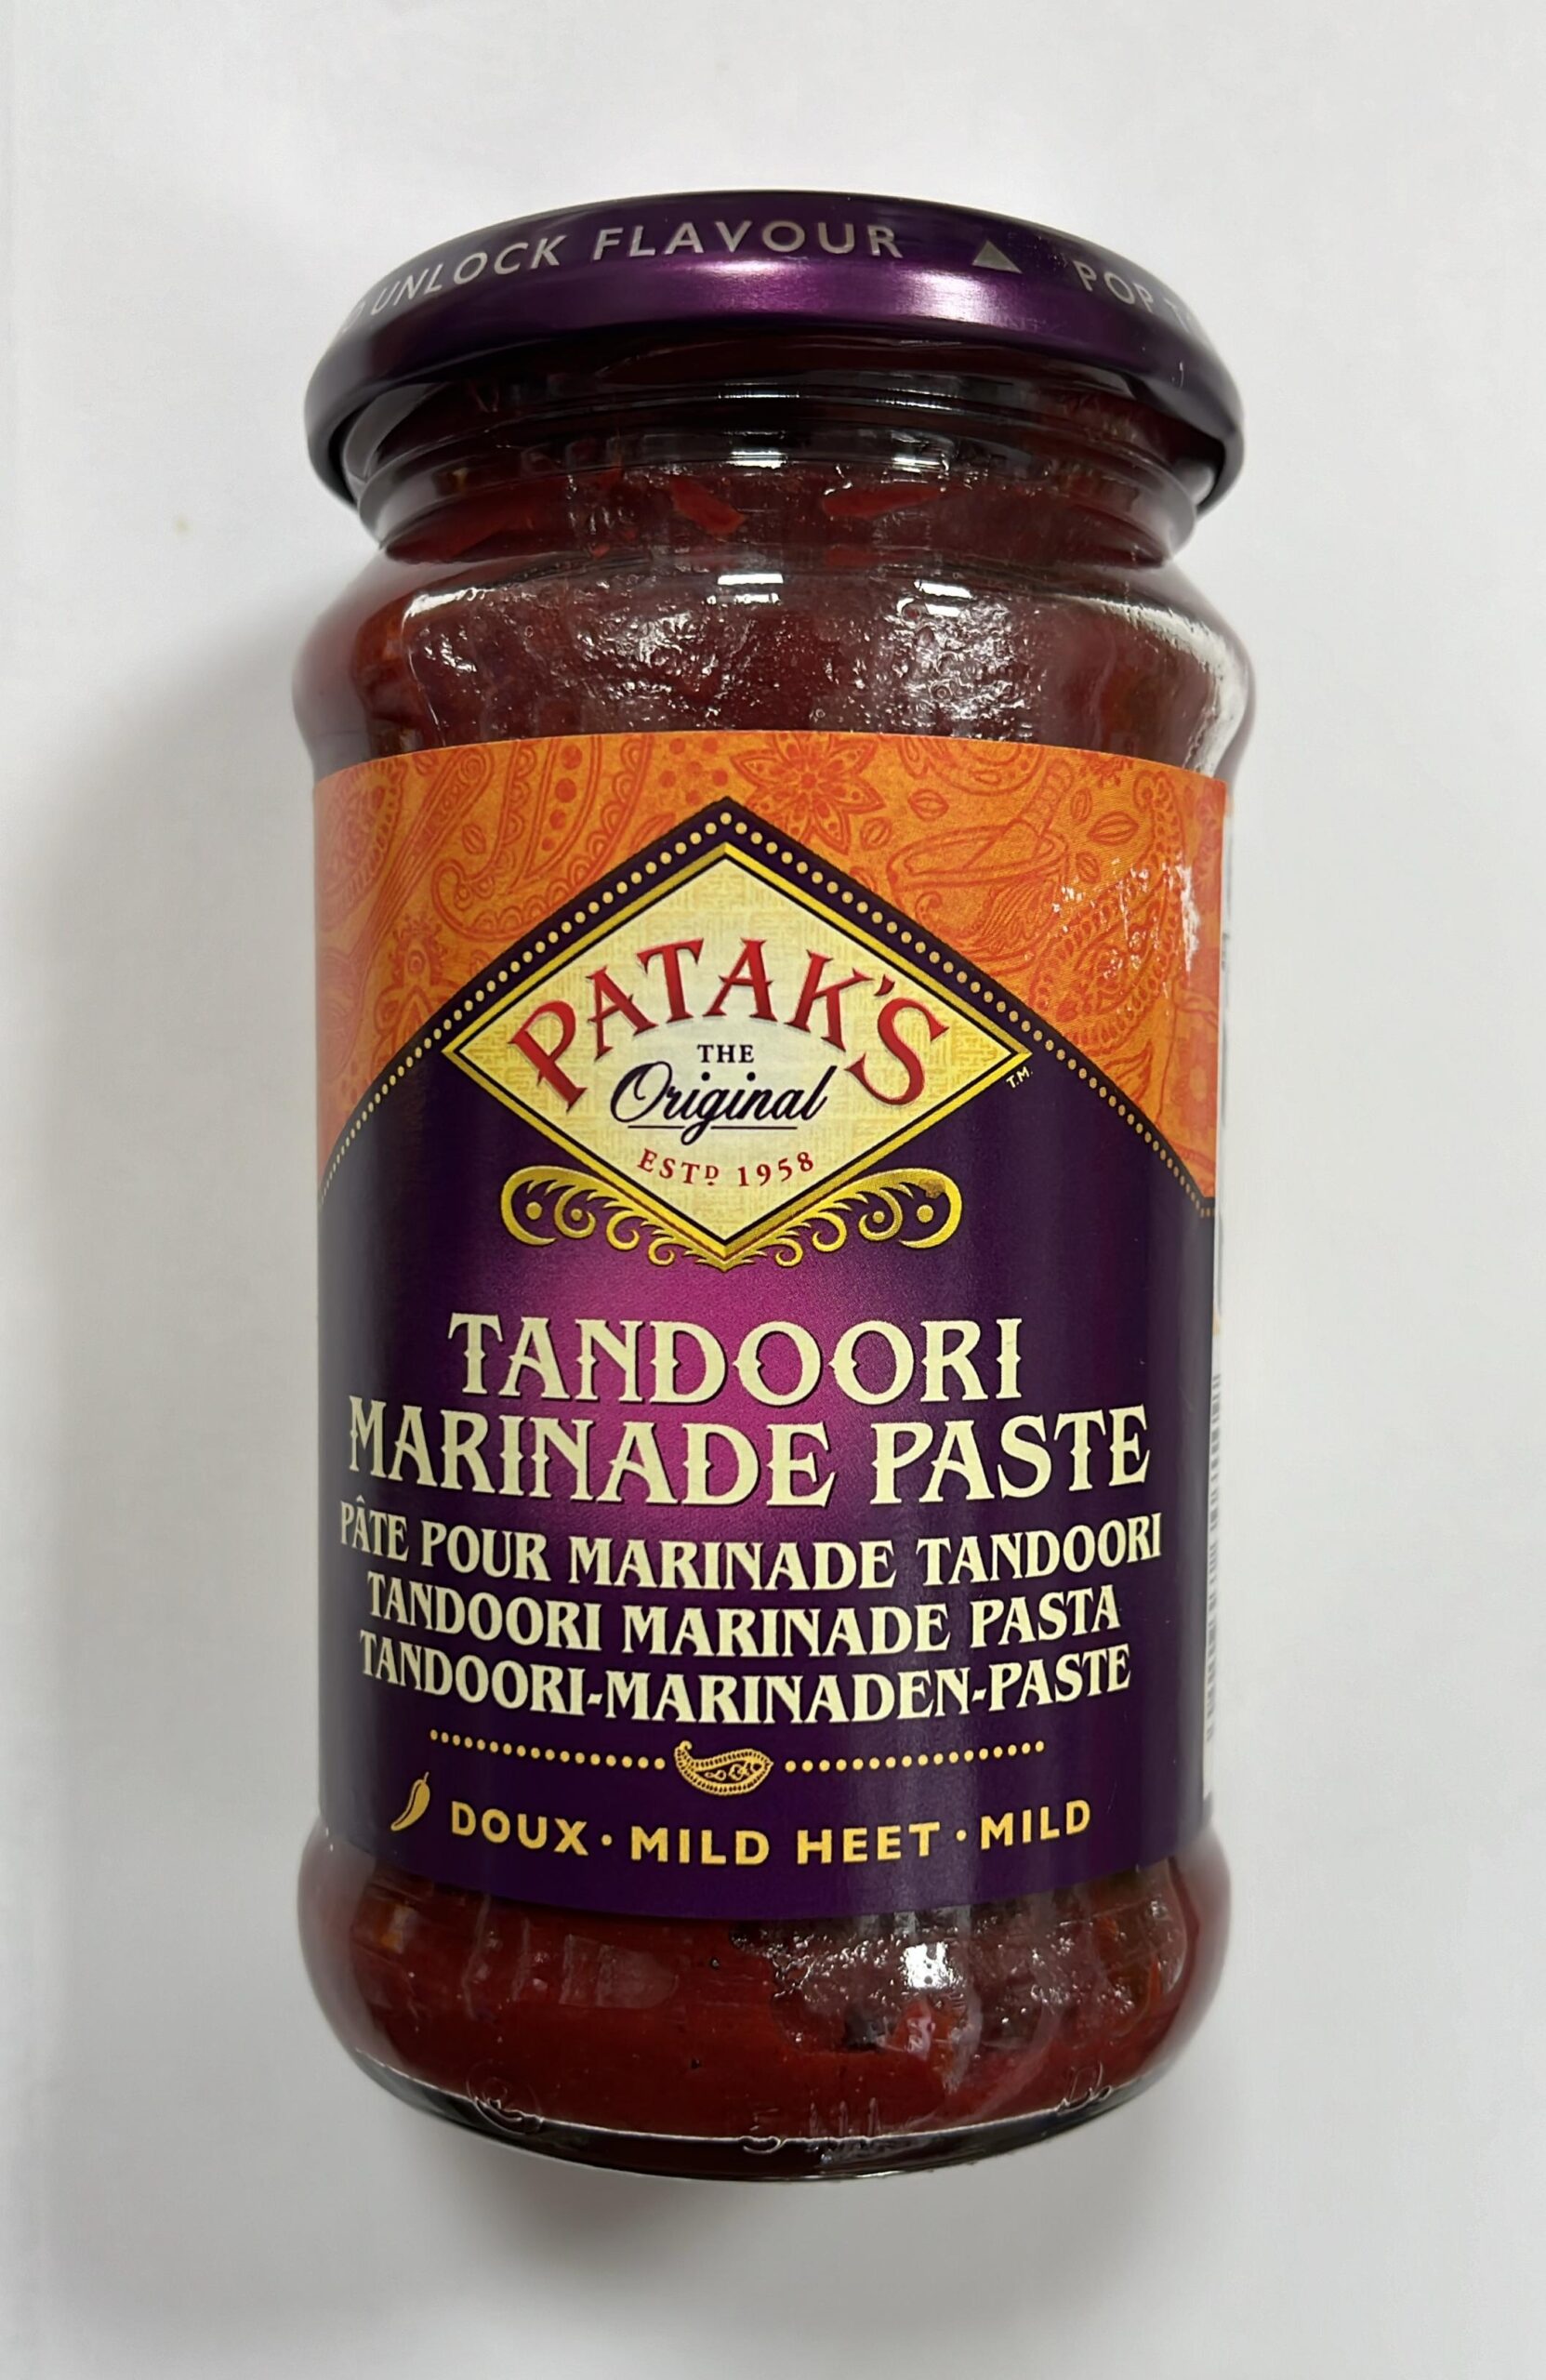 UNLOCK FLAVOUR ▲ POP
PATAK'S
THE
Original
ESTD 1958
T.M.
TANDOORI
MARINADE PASTE
PÂTE POUR MARINADE TANDOORI
TANDOORI MARINADE PASTA
TANDOORI-MARINADEN-PASTE
DOUX · MILD HEET · MILD